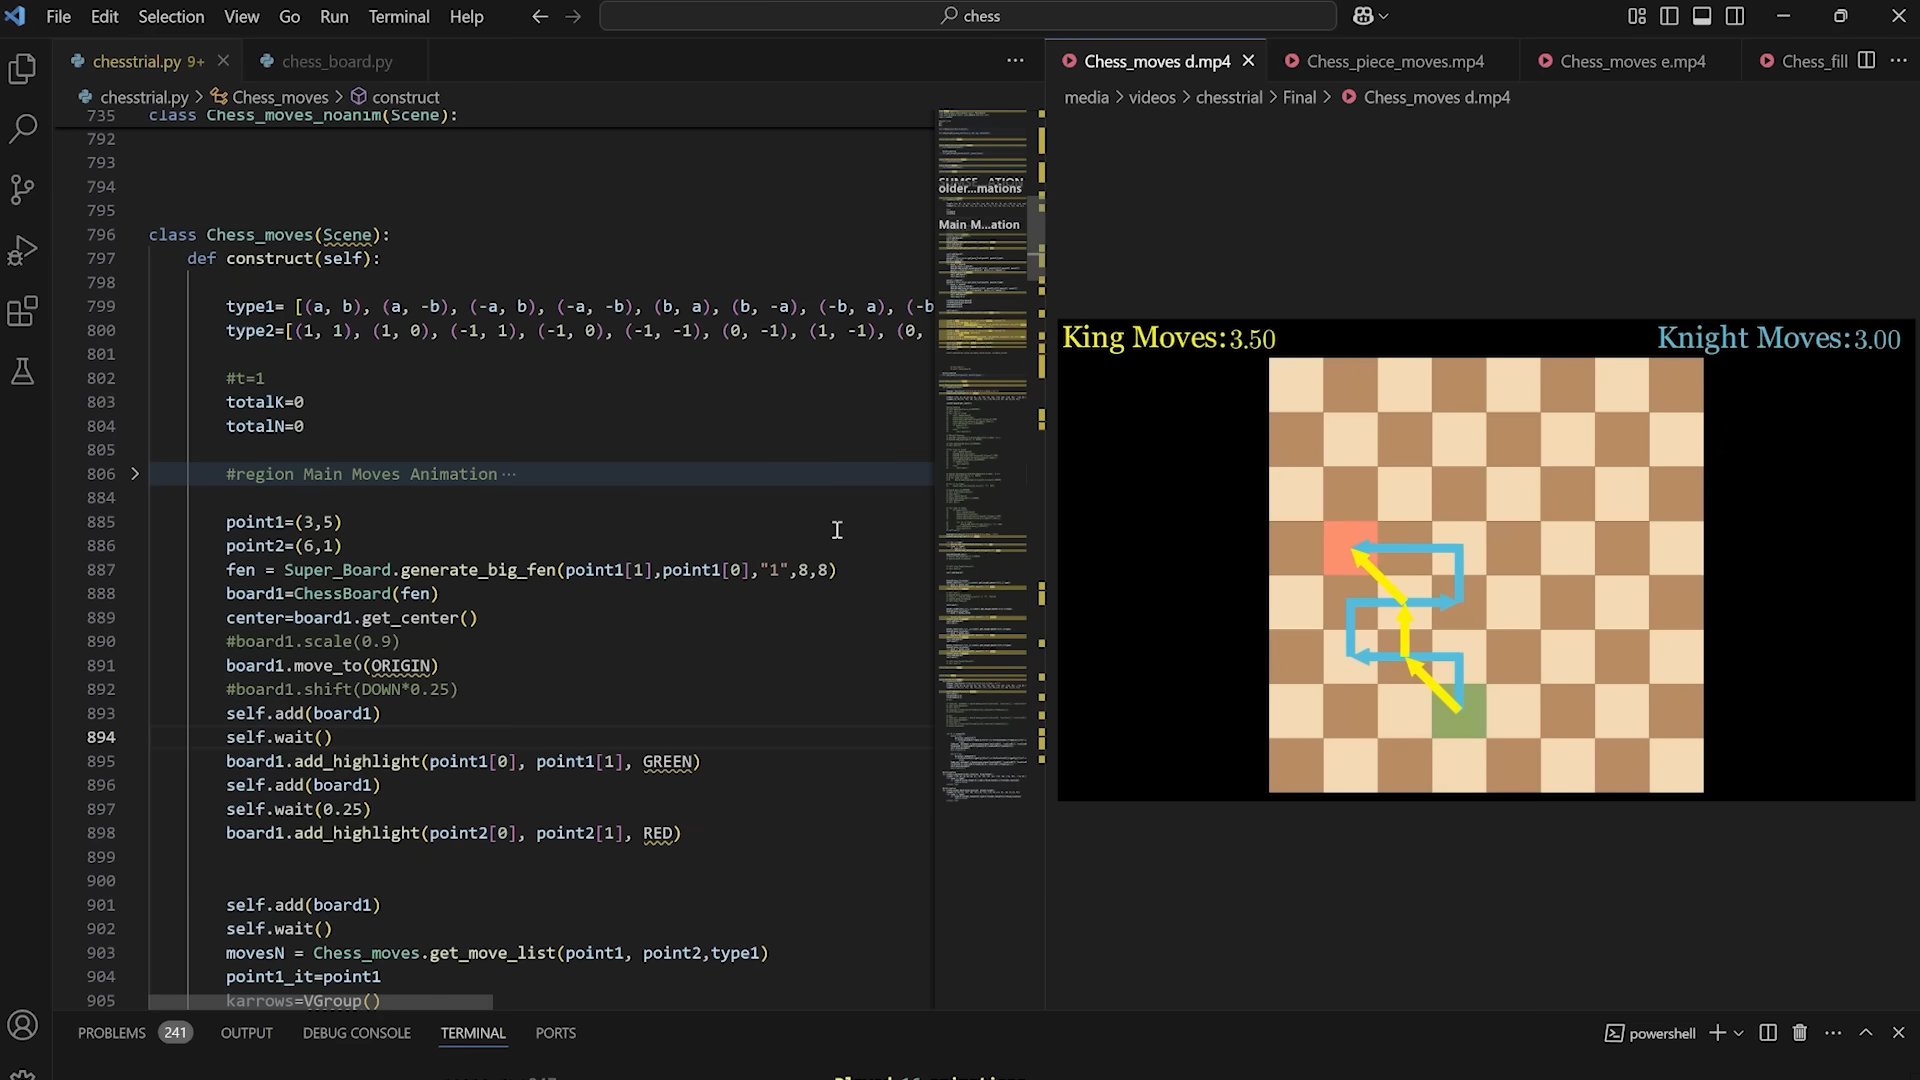 File Edit Selection View Go Run Terminal Help
chess
chesstrial.py 9+
chess_board.py
Chess_moves d.mp4
Chess_piece_moves.mp4
Chess_moves e.mp4
Chess_fill
chesstrial.py > Chess_moves > construct
media > videos > chesstrial > Final > Chess_moves d.mp4
735 class Chess_moves_noanim(Scene):
792
793
794
795
796 class Chess_moves(Scene):
797 def construct(self):
798
799 type1= [(a, b), (a, -b), (-a, b), (-a, -b), (b, a), (b, -a), (-b, a), (-b
800 type2=[(1, 1), (1, 0), (-1, 1), (-1, 0), (-1, -1), (0, -1), (1, -1), (0,
801
802 #t=1
803 totalK=0
804 totalN=0
805
806 #region Main Moves Animation ...
884
885 point1=(3,5)
886 point2=(6,1)
887 fen = Super_Board.generate_big_fen(point1[1],point1[0],"1",8,8)
888 board1=ChessBoard(fen)
889 center=board1.get_center()
890 #board1.scale(0.9)
891 board1.move_to(ORIGIN)
892 #board1.shift(DOWN*0.25)
893 self.add(board1)
894 self.wait()
895 board1.add_highlight(point1[0], point1[1], GREEN)
896 self.add(board1)
897 self.wait(0.25)
898 board1.add_highlight(point2[0], point2[1], RED)
899
900
901 self.add(board1)
902 self.wait()
903 movesN = Chess_moves.get_move_list(point1, point2,type1)
904 point1_it=point1
905 karrows=VGroup()
older...mations
Main M...ation
King Moves:3.50
Knight Moves:3.00
PROBLEMS 241 OUTPUT DEBUG CONSOLE TERMINAL PORTS
powershell